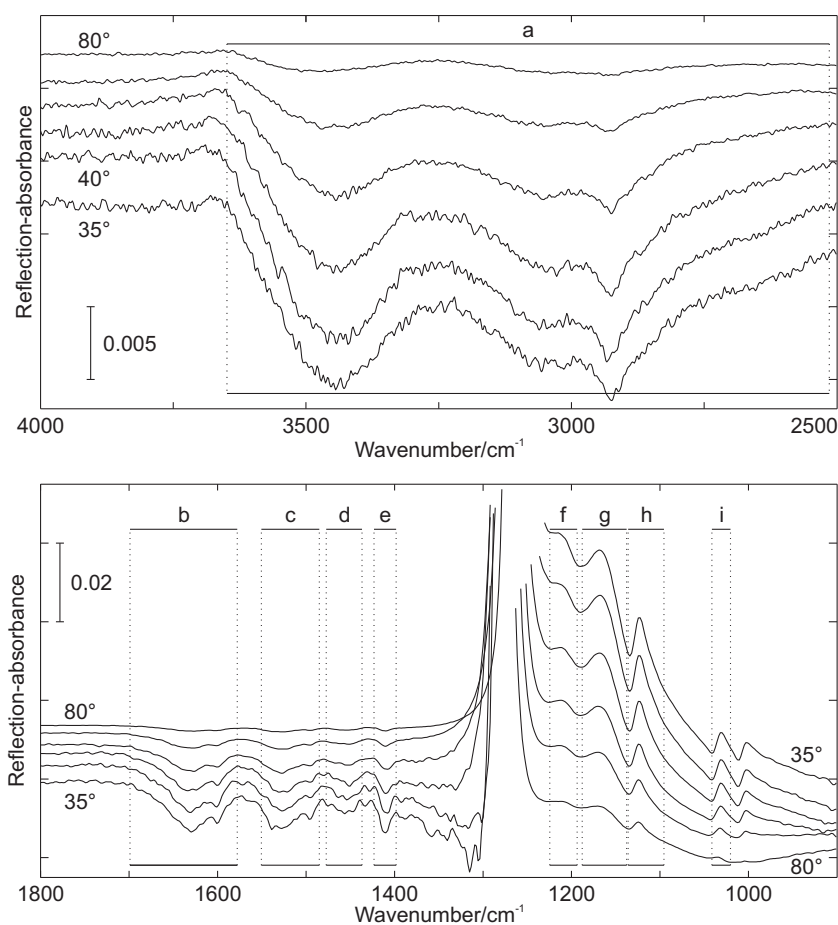 80°
a
40°
35°
0.005
Reflection-absorbance
4000 3500 3000 2500
Wavenumber/cm-1
b c d e f g h i
0.02
80°
35°
35°
80°
Reflection-absorbance
1800 1600 1400 1200 1000
Wavenumber/cm-1